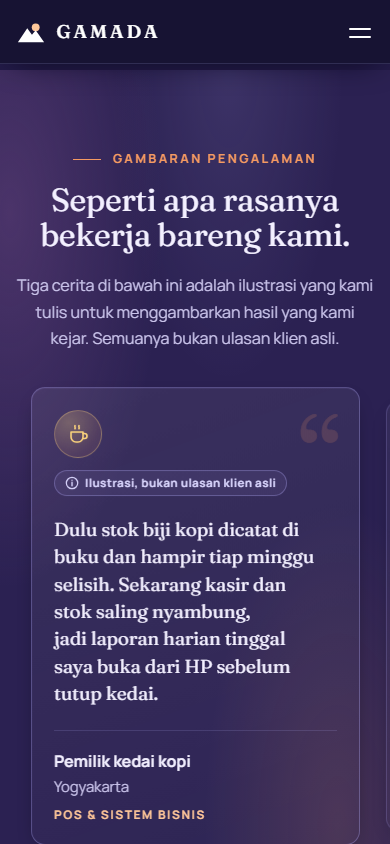 GAMADA
GAMBARAN PENGALAMAN
Seperti apa rasanya
bekerja bareng kami.
Tiga cerita di bawah ini adalah ilustrasi yang kami
tulis untuk menggambarkan hasil yang kami
kejar. Semuanya bukan ulasan klien asli.
“
Ilustrasi, bukan ulasan klien asli
Dulu stok biji kopi dicatat di
buku dan hampir tiap minggu
selisih. Sekarang kasir dan
stok saling nyambung,
jadi laporan harian tinggal
saya buka dari HP sebelum
tutup kedai.
Pemilik kedai kopi
Yogyakarta
POS & SISTEM BISNIS